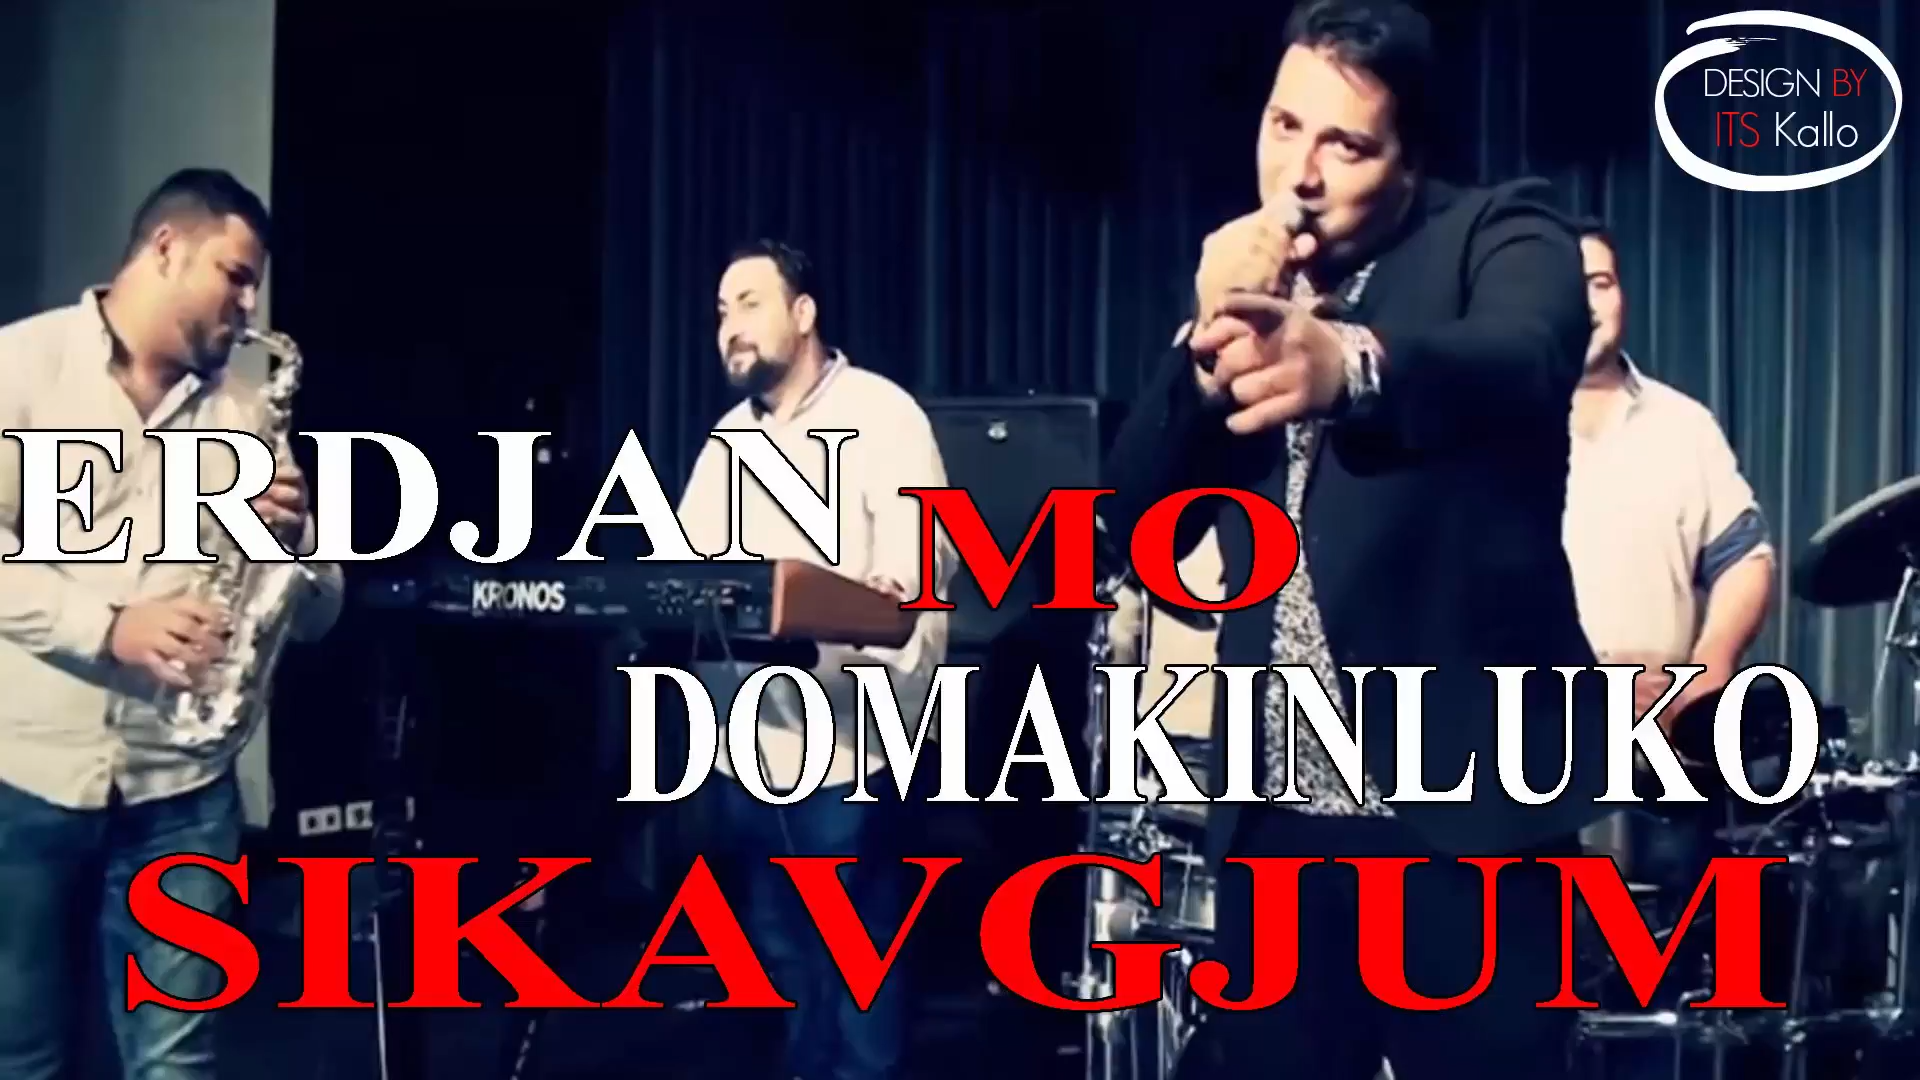 DESIGN BY
ITS Kallo
ERDJAN MO
KRONOS
DOMAKINLUKO
SIKAVGJUM